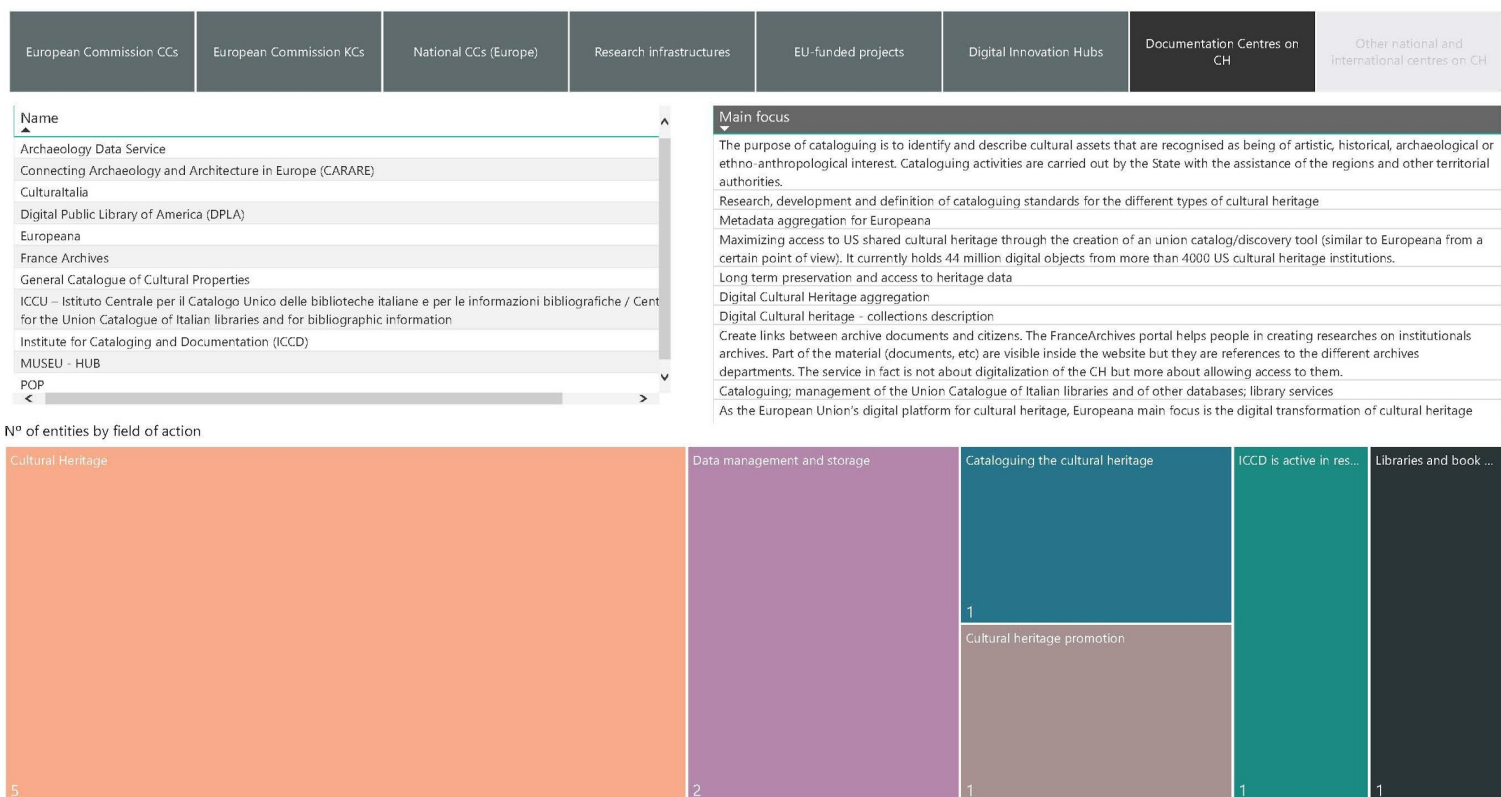 European Commission CCs
European Commission KCs
National CCs (Europe)
Research infrastructures
EU-funded projects
Digital Innovation Hubs
Documentation Centres on
CH
Other national and
international centres on CH
Name
Archaeology Data Service
Connecting Archaeology and Architecture in Europe (CARARE)
CulturaItalia
Digital Public Library of America (DPLA)
Europeana
France Archives
General Catalogue of Cultural Properties
ICCU – Istituto Centrale per il Catalogo Unico delle biblioteche italiane e per le informazioni bibliografiche / Cent
for the Union Catalogue of Italian libraries and for bibliographic information
Institute for Cataloging and Documentation (ICCD)
MUSEU - HUB
POP
Main focus
The purpose of cataloguing is to identify and describe cultural assets that are recognised as being of artistic, historical, archaeological or
ethno-anthropological interest. Cataloguing activities are carried out by the State with the assistance of the regions and other territorial
authorities.
Research, development and definition of cataloguing standards for the different types of cultural heritage
Metadata aggregation for Europeana
Maximizing access to US shared cultural heritage through the creation of an union catalog/discovery tool (similar to Europeana from a
certain point of view). It currently holds 44 million digital objects from more than 4000 US cultural heritage institutions.
Long term preservation and access to heritage data
Digital Cultural Heritage aggregation
Digital Cultural heritage - collections description
Create links between archive documents and citizens. The FranceArchives portal helps people in creating researches on institutionals
archives. Part of the material (documents, etc) are visible inside the website but they are references to the different archives
departments. The service in fact is not about digitalization of the CH but more about allowing access to them.
Cataloguing; management of the Union Catalogue of Italian libraries and of other databases; library services
As the European Union's digital platform for cultural heritage, Europeana main focus is the digital transformation of cultural heritage
Nº of entities by field of action
Cultural Heritage
5
Data management and storage
2
Cataloguing the cultural heritage
1
Cultural heritage promotion
1
ICCD is active in res...
1
Libraries and book ...
1